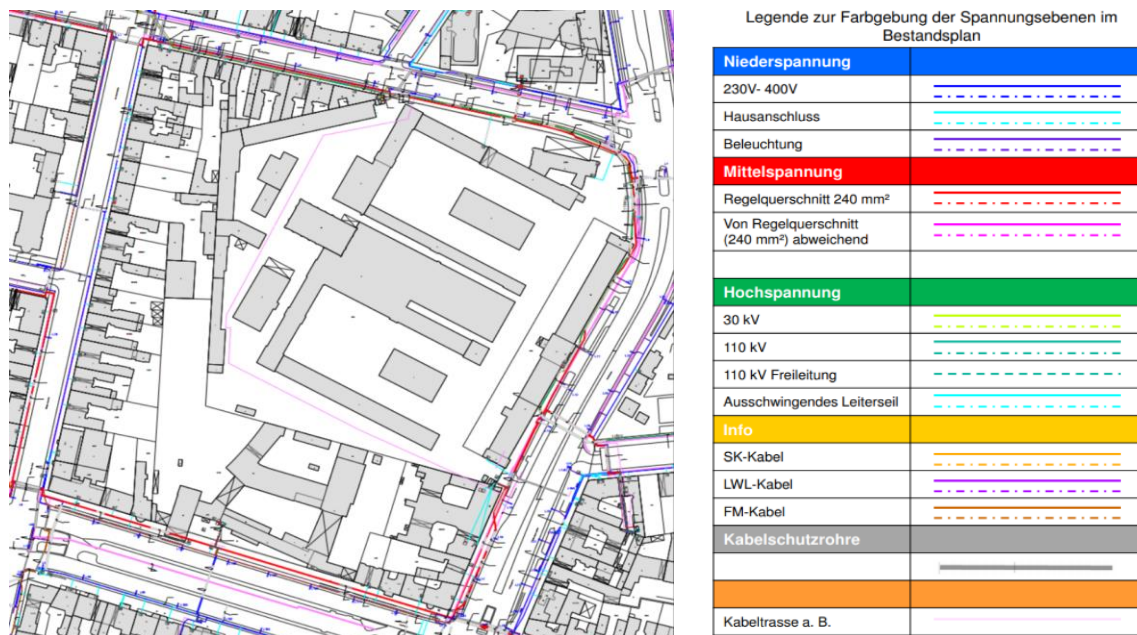 Legende zur Farbgebung der Spannungsebenen im
Bestandsplan
Niederspannung
230V- 400V
Hausanschluss
Beleuchtung
Mittelspannung
Regelquerschnitt 240 mm²
Von Regelquerschnitt
(240 mm²) abweichend
Hochspannung
30 kV
110 kV
110 kV Freileitung
Ausschwingendes Leiterseil
Info
SK-Kabel
LWL-Kabel
FM-Kabel
Kabelschutzrohre
Kabeltrasse a. B.